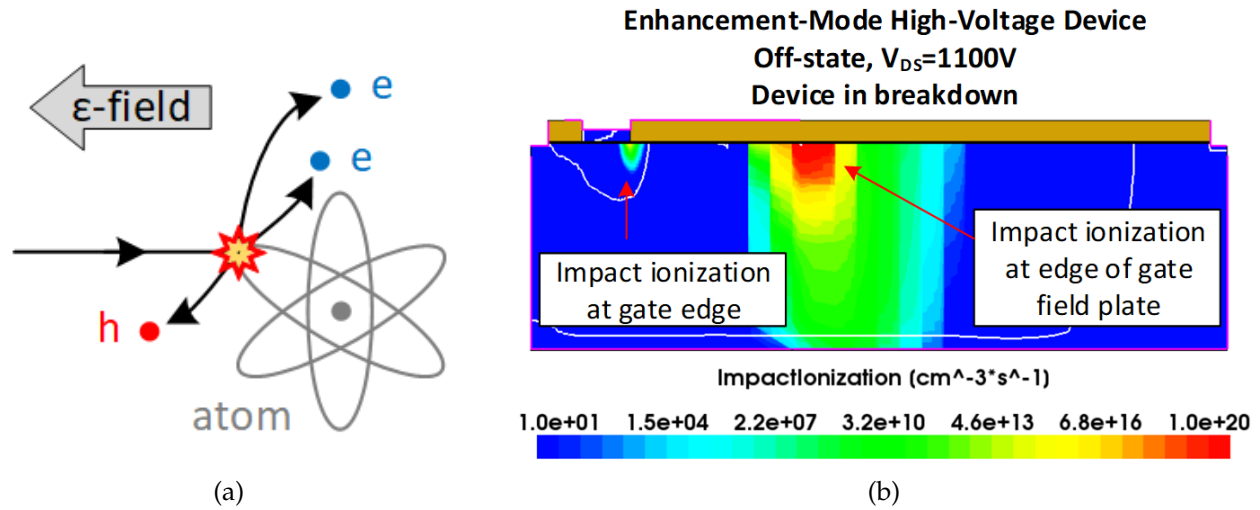 ε-field
e
e
h
atom
(a)
Enhancement-Mode High-Voltage Device
Off-state, VDS=1100V
Device in breakdown
Impact ionization
at gate edge
Impact ionization
at edge of gate
field plate
ImpactIonization (cm^-3*s^-1)
1.0e+01 1.5e+04 2.2e+07 3.2e+10 4.6e+13 6.8e+16 1.0e+20
(b)